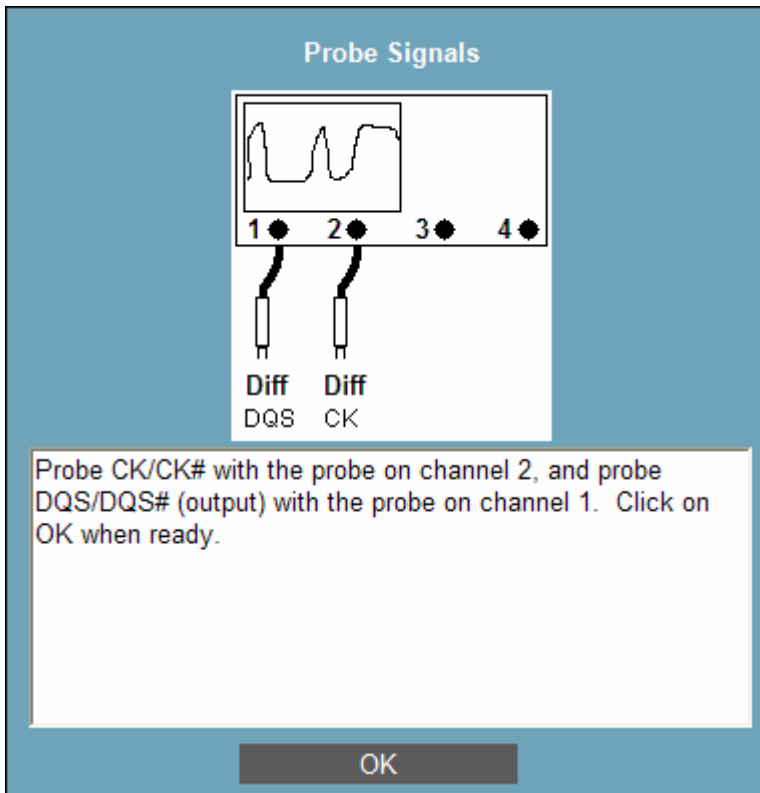 Probe Signals
1 2 3 4
Diff Diff
DQS CK
Probe CK/CK# with the probe on channel 2, and probe
DQS/DQS# (output) with the probe on channel 1.  Click on
OK when ready.
OK